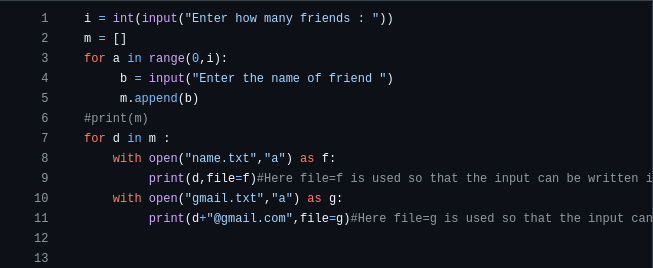 1 i = int(input("Enter how many friends : "))
2 m = []
3 for a in range(0,i):
4 b = input("Enter the name of friend ")
5 m.append(b)
6 #print(m)
7 for d in m :
8 with open("name.txt","a") as f:
9 print(d,file=f)#Here file=f is used so that the input can be written i
10 with open("gmail.txt","a") as g:
11 print(d+"@gmail.com",file=g)#Here file=g is used so that the input can
12
13